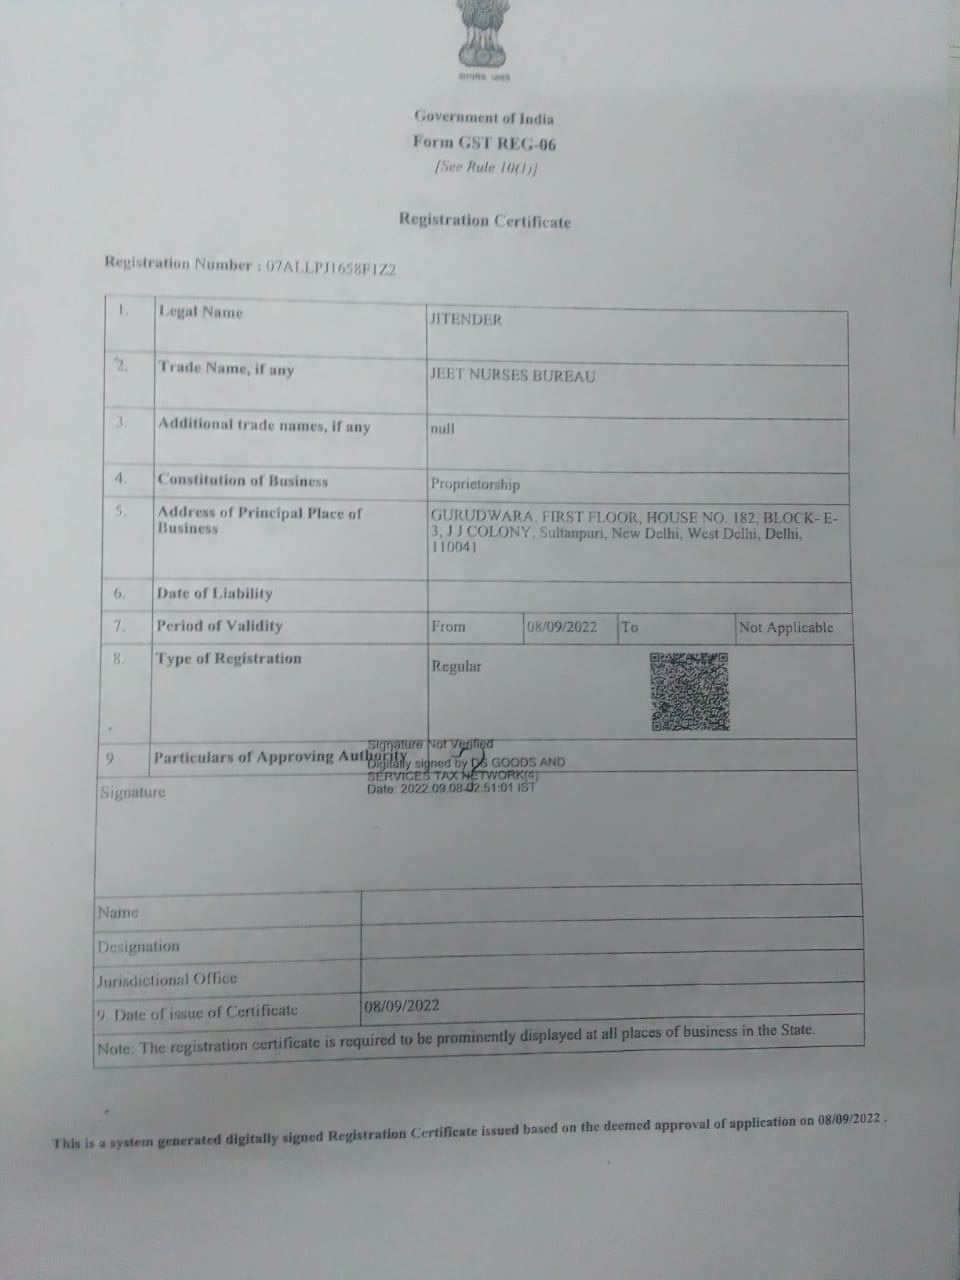 Government of India
Form GST REG-06
[See Rule 10(1)]
Registration Certificate
Registration Number : 07ALLPJ1658F1Z2
1. Legal Name JITENDER
2. Trade Name, if any JEET NURSES BUREAU
3. Additional trade names, if any null
4. Constitution of Business Proprietorship
5. Address of Principal Place of
Business
GURUDWARA, FIRST FLOOR, HOUSE NO. 182, BLOCK- E-
3, J J COLONY, Sultanpuri, New Delhi, West Delhi, Delhi,
110041
6. Date of Liability
7. Period of Validity From 08/09/2022 To Not Applicable
8. Type of Registration Regular
9 Particulars of Approving Authority
Signature Not Verified
Digitally signed by DS GOODS AND
SERVICES TAX NETWORK(4)
Date: 2022.09.08 02:51:01 IST
Signature
Name
Designation
Jurisdictional Office
9. Date of issue of Certificate 08/09/2022
Note: The registration certificate is required to be prominently displayed at all places of business in the State.
This is a system generated digitally signed Registration Certificate issued based on the deemed approval of application on 08/09/2022 .